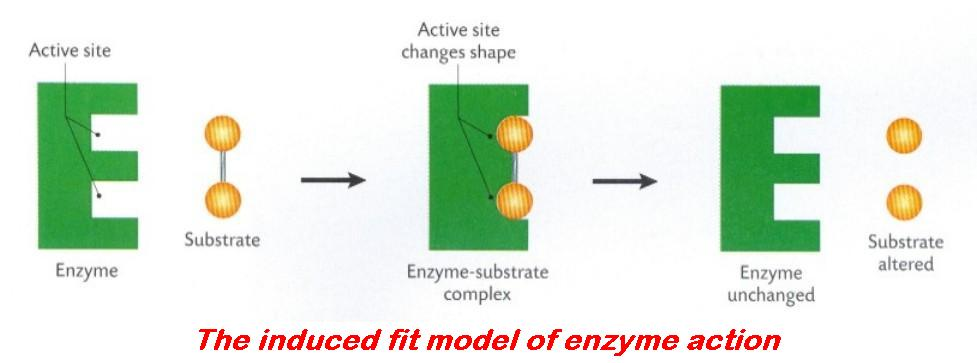 Active site
Enzyme
Substrate
Active site
changes shape
Enzyme-substrate
complex
Enzyme
unchanged
Substrate
altered
The induced fit model of enzyme action